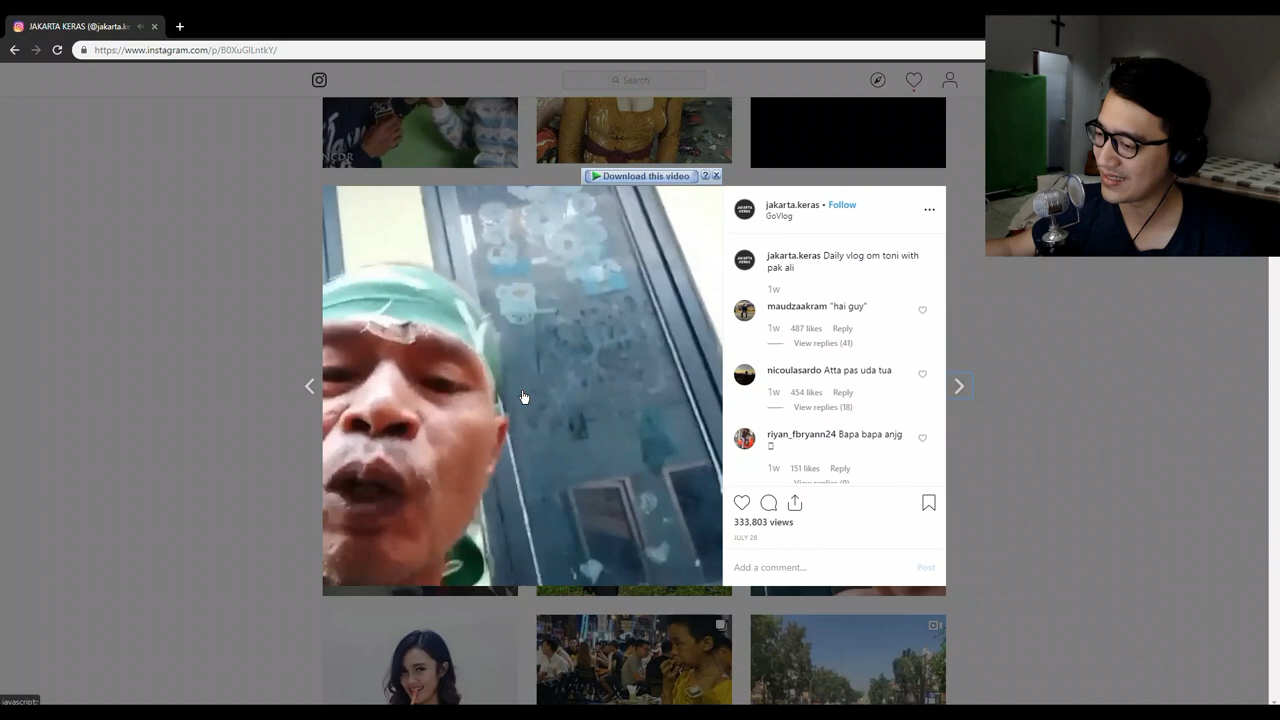 JAKARTA KERAS (@jakarta.ke
https://www.instagram.com/p/B0XuGlLntkY/
Search
NCDR
Download this video
jakarta.keras • Follow
GoVlog
jakarta.keras Daily vlog om toni with
pak ali
1w
maudzaakram "hai guy"
1w 487 likes Reply
View replies (41)
nicoulasardo Atta pas uda tua
1w 454 likes Reply
View replies (18)
riyan_fbryann24 Bapa bapa anjg
1w 151 likes Reply
View replies (9)
333,803 views
JULY 26
Add a comment... Post
javascript: